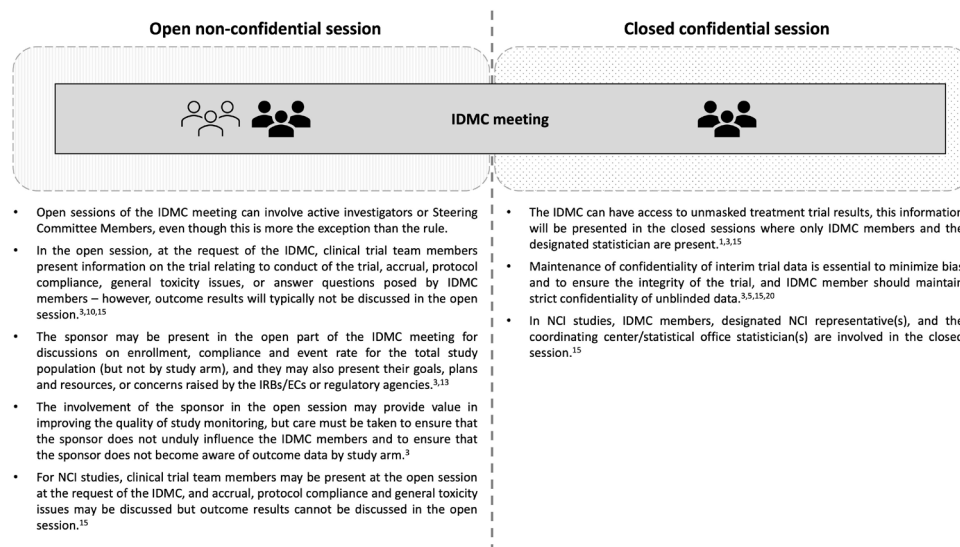 Open non-confidential session
Closed confidential session
IDMC meeting
• Open sessions of the IDMC meeting can involve active investigators or Steering
Committee Members, even though this is more the exception than the rule.
• In the open session, at the request of the IDMC, clinical trial team members
present information on the trial relating to conduct of the trial, accrual, protocol
compliance, general toxicity issues, or answer questions posed by IDMC
members – however, outcome results will typically not be discussed in the open
session.3,10,15
• The sponsor may be present in the open part of the IDMC meeting for
discussions on enrollment, compliance and event rate for the total study
population (but not by study arm), and they may also present their goals, plans
and resources, or concerns raised by the IRBs/ECs or regulatory agencies.3,13
• The involvement of the sponsor in the open session may provide value in
improving the quality of study monitoring, but care must be taken to ensure that
the sponsor does not unduly influence the IDMC members and to ensure that
the sponsor does not become aware of outcome data by study arm.3
• For NCI studies, clinical trial team members may be present at the open session
at the request of the IDMC, and accrual, protocol compliance and general toxicity
issues may be discussed but outcome results cannot be discussed in the open
session.15
• The IDMC can have access to unmasked treatment trial results, this information
will be presented in the closed sessions where only IDMC members and the
designated statistician are present.1,3,15
• Maintenance of confidentiality of interim trial data is essential to minimize bias
and to ensure the integrity of the trial, and IDMC member should maintain
strict confidentiality of unblinded data.3,5,15,20
• In NCI studies, IDMC members, designated NCI representative(s), and the
coordinating center/statistical office statistician(s) are involved in the closed
session.15